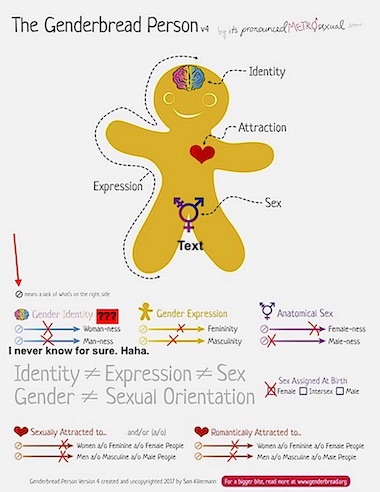 The Genderbread Person v4 by it's pronounced METROsexual.com
Identity
Attraction
Expression
Sex
Text
means a lack of what's on the right side
Gender Identity ???
Woman-ness
Man-ness
Gender Expression
Femininity
Masculinity
Anatomical Sex
Female-ness
Male-ness
I never know for sure. Haha.
Identity ≠ Expression ≠ Sex
Gender ≠ Sexual Orientation
Sex Assigned At Birth
Female Intersex Male
Sexually Attracted to... and/or (a/o) Romantically Attracted to...
Women a/o Feminine a/o Female People
Men a/o Masculine a/o Male People
Women a/o Feminine a/o Female People
Men a/o Masculine a/o Male People
Genderbread Person Version 4 created and uncopyrighted 2017 by Sam Killermann
For a bigger bite, read more at www.genderbread.org